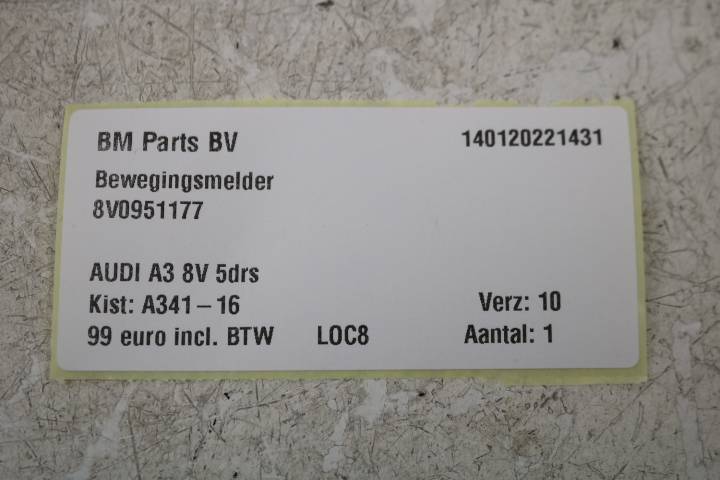 BM Parts BV 140120221431
Bewegingsmelder
8V0951177
AUDI A3 8V 5drs
Kist: A341-16 Verz: 10
99 euro incl. BTW LOC8 Aantal: 1